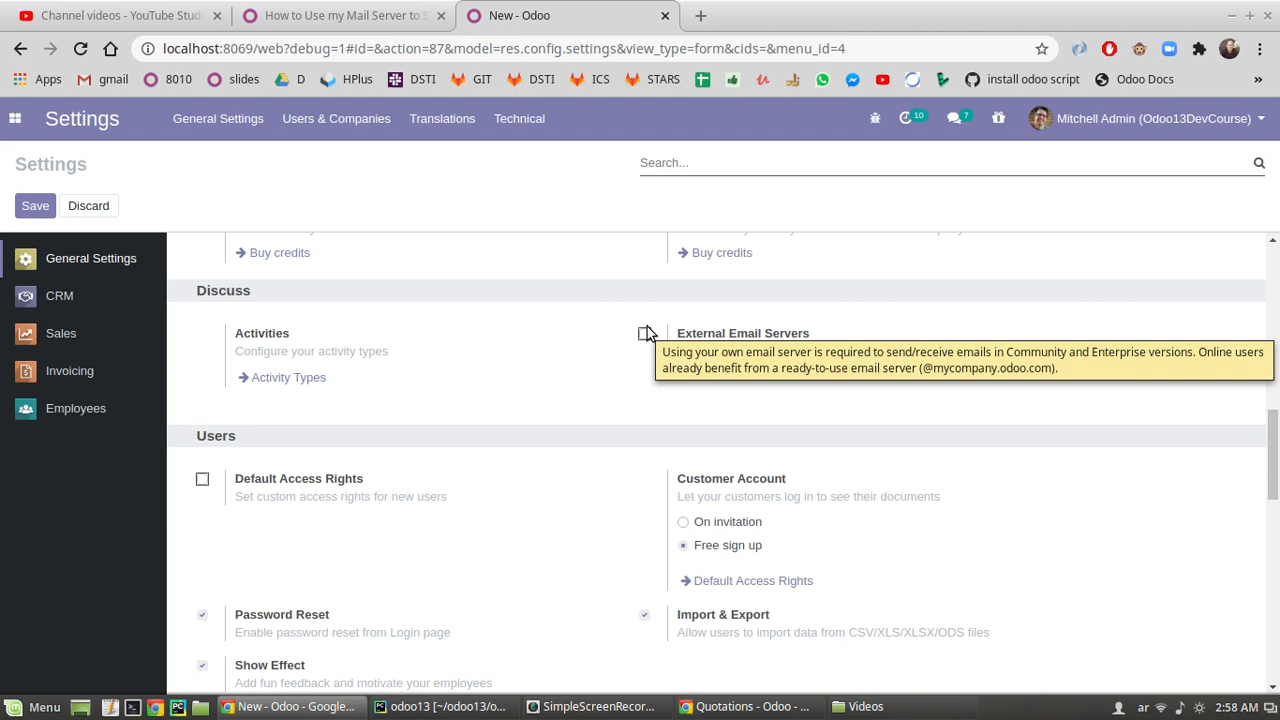 Channel videos - YouTube Studi
How to Use my Mail Server to S
New - Odoo
localhost:8069/web?debug=1#id=&action=87&model=res.config.settings&view_type=form&cids=&menu_id=4
Apps
gmail
8010
slides
D
HPlus
DSTI
GIT
DSTI
ICS
STARS
install odoo script
Odoo Docs
»
Settings
General Settings
Users & Companies
Translations
Technical
10
7
Mitchell Admin (Odoo13DevCourse)
Settings
Search...
Save
Discard
General Settings
CRM
Sales
Invoicing
Employees
Buy credits
Buy credits
Discuss
Activities
Configure your activity types
Activity Types
External Email Servers
Using your own email server is required to send/receive emails in Community and Enterprise versions. Online users
already benefit from a ready-to-use email server (@mycompany.odoo.com).
Users
Default Access Rights
Set custom access rights for new users
Customer Account
Let your customers log in to see their documents
On invitation
Free sign up
Default Access Rights
Password Reset
Enable password reset from Login page
Import & Export
Allow users to import data from CSV/XLS/XLSX/ODS files
Show Effect
Add fun feedback and motivate your employees
Menu
New - Odoo - Google...
odoo13 [~/odoo13/o...
SimpleScreenRecor...
Quotations - Odoo - ...
Videos
ar
2:58 AM